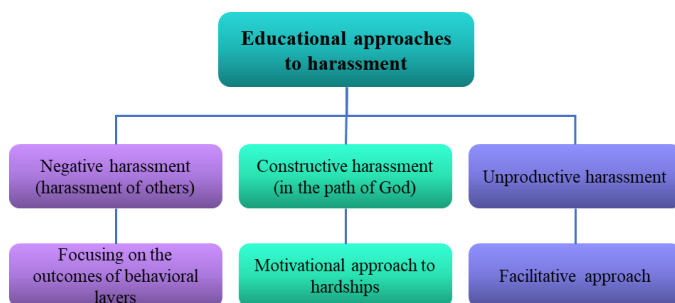 Educational approaches
to harassment
Negative harassment
(harassment of others)
Constructive harassment
(in the path of God)
Unproductive harassment
Focusing on the
outcomes of behavioral
layers
Motivational approach to
hardships
Facilitative approach